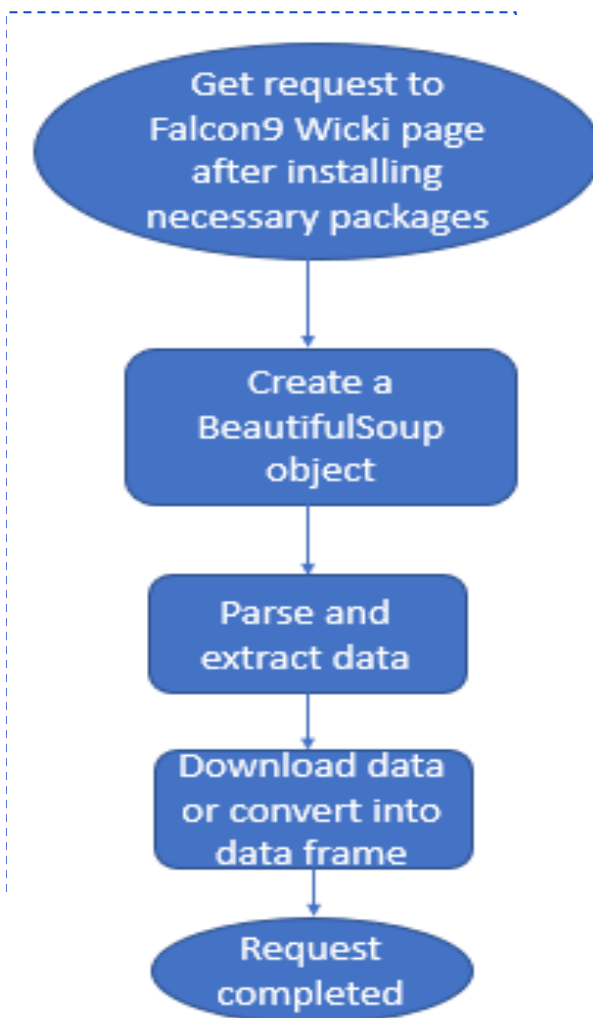 Get request to
Falcon9 Wicki page
after installing
necessary packages
Create a
BeautifulSoup
object
Parse and
extract data
Download data
or convert into
data frame
Request
completed